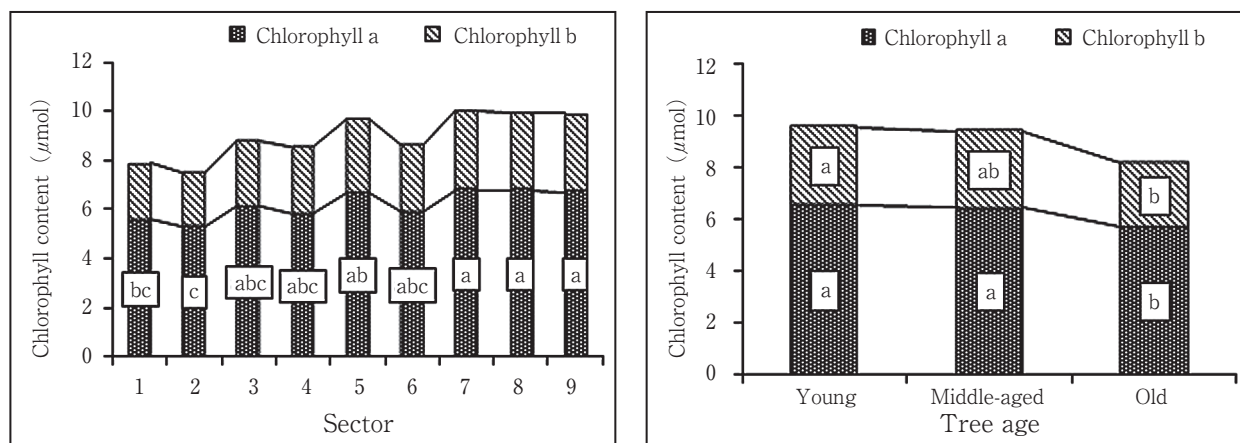 Chlorophyll a Chlorophyll b
12
10
8
6
4
2
0
Chlorophyll content (μmol)
bc c abc abc ab abc a a a
1 2 3 4 5 6 7 8 9
Sector
Chlorophyll a Chlorophyll b
12
10
8
6
4
2
0
Chlorophyll content (μmol)
a ab b
a a b
Young Middle-aged Old
Tree age